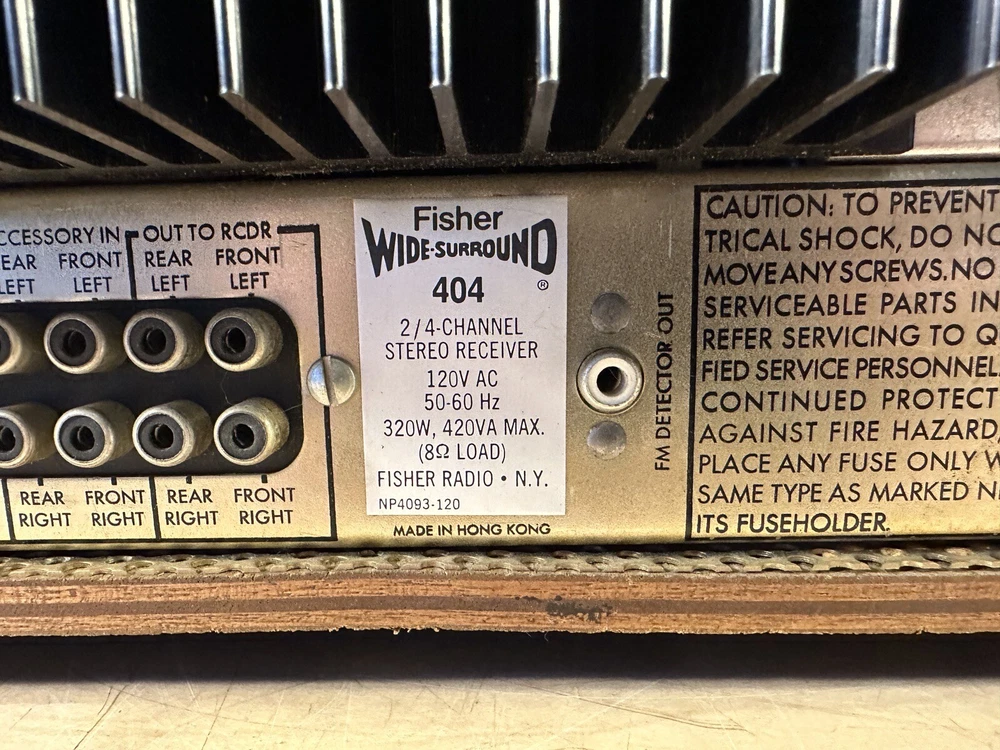 CCESSORY IN
OUT TO RCDR
EAR FRONT
LEFT LEFT
REAR FRONT
LEFT LEFT
REAR FRONT
RIGHT RIGHT
REAR FRONT
RIGHT RIGHT
Fisher
WIDE-SURROUND
®
404
2/4-CHANNEL
STEREO RECEIVER
120V AC
50-60 Hz
320W, 420VA MAX.
(8Ω LOAD)
FISHER RADIO • N.Y.
NP4093-120
MADE IN HONG KONG
FM DETECTOR OUT
CAUTION: TO PREVENT
TRICAL SHOCK, DO NO
MOVE ANY SCREWS. NO
SERVICEABLE PARTS IN
REFER SERVICING TO Q
FIED SERVICE PERSONNEL.
CONTINUED PROTECT
AGAINST FIRE HAZARD,
PLACE ANY FUSE ONLY W
SAME TYPE AS MARKED N
ITS FUSEHOLDER.